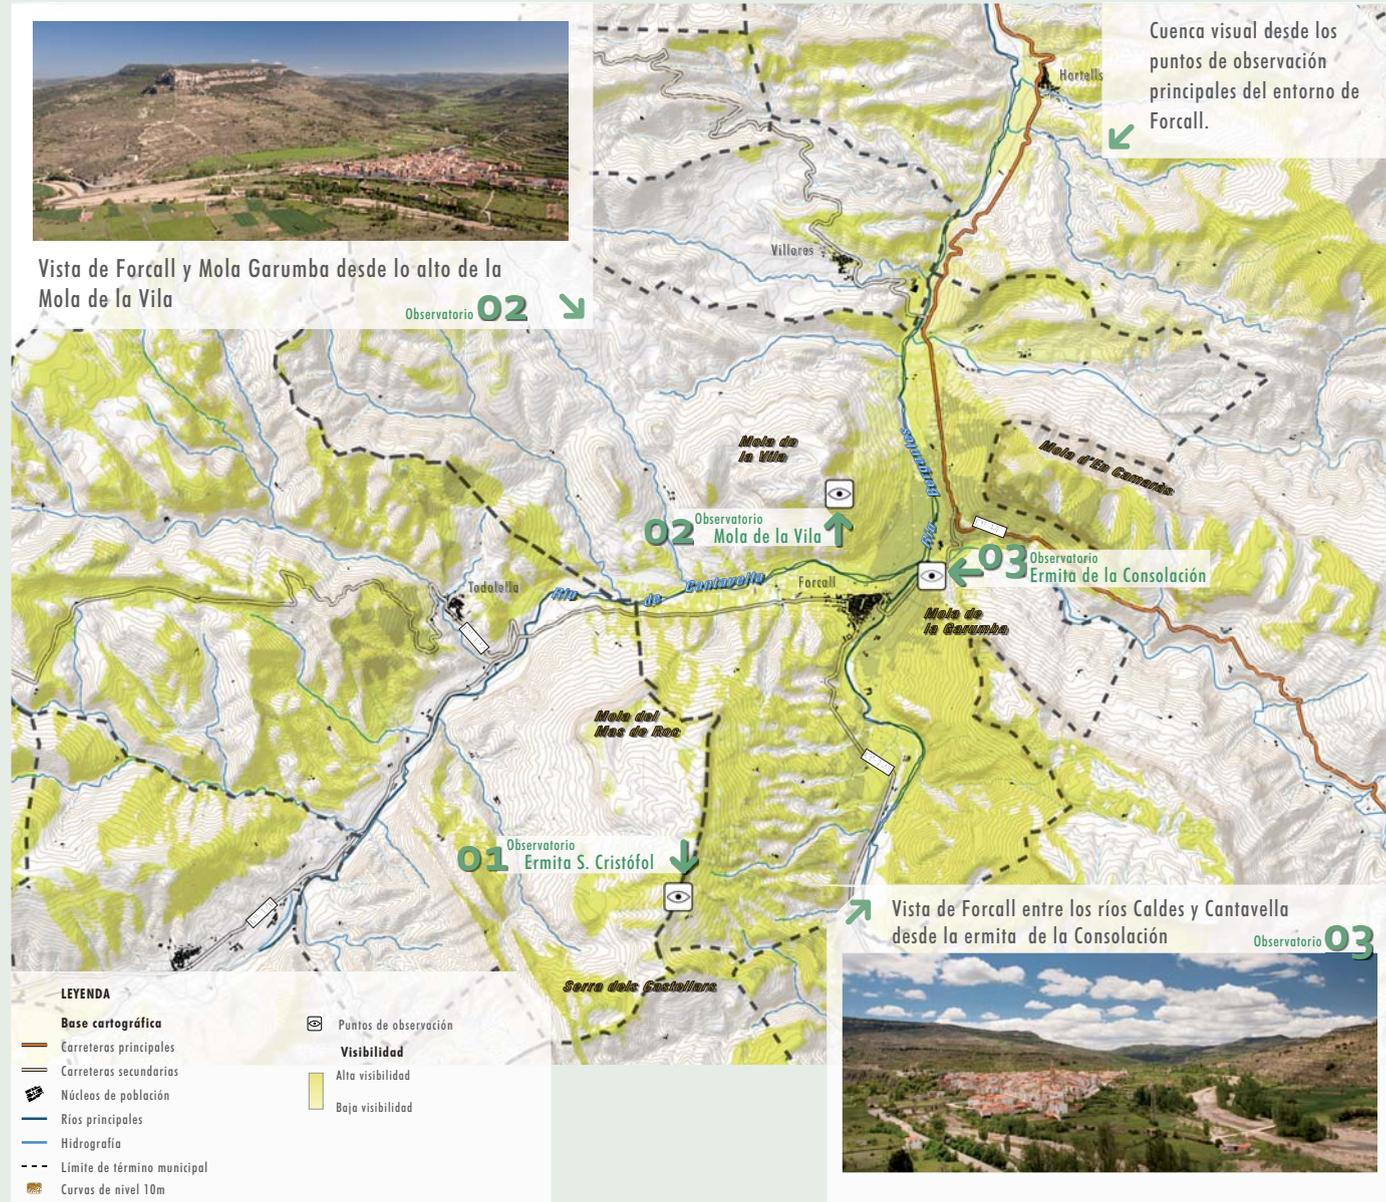 Cuenca visual desde los
puntos de observación
principales del entorno de
Forcall.
Vista de Forcall y Mola Garumba desde lo alto de la
Mola de la Vila
Observatorio 02
Hortells
Villores
Mola de
la Vila
Mola d'En Camaràs
Río Bergantes
02 Observatorio
Mola de la Vila
03 Observatorio
Ermita de la Consolación
Todolella
Río de Cantavella
Forcall
Mola de
la Garumba
Mola del
Mas de Roc
01 Observatorio
Ermita S. Cristófol
Serra dels Castellars
Vista de Forcall entre los ríos Caldes y Cantavella
desde la ermita de la Consolación
Observatorio 03
LEYENDA
Base cartográfica
Carreteras principales
Carreteras secundarias
Núcleos de población
Ríos principales
Hidrografía
Límite de término municipal
Curvas de nivel 10m
Puntos de observación
Visibilidad
Alta visibilidad
Baja visibilidad